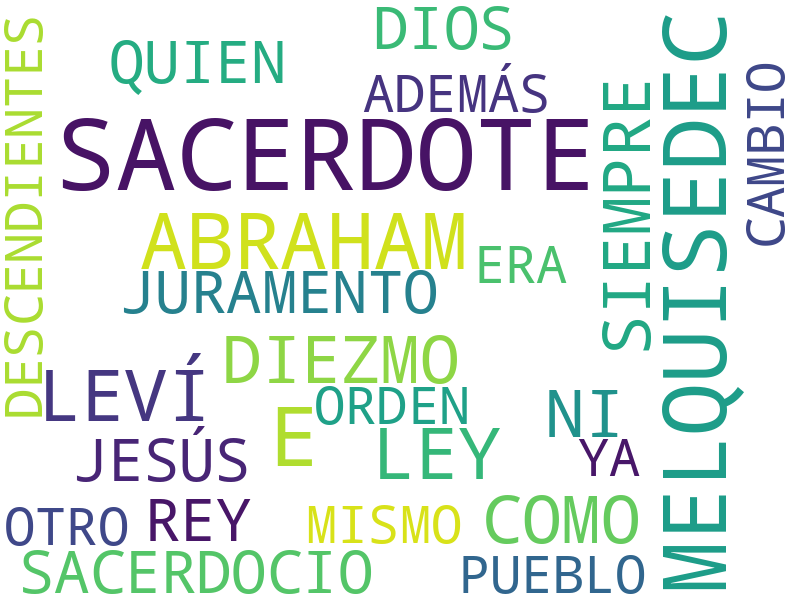 DIOS
QUIEN
ADEMÁS
SACERDOTE
ABRAHAM
ERA
JURAMENTO
DIEZMO
LEVÍ
ORDEN
NI
E
LEY
JESÚS
YA
OTRO
REY
MISMO
COMO
SACERDOCIO
PUEBLO
DESCENDIENTES
SIEMPRE
MELQUISEDEC
CAMBIO